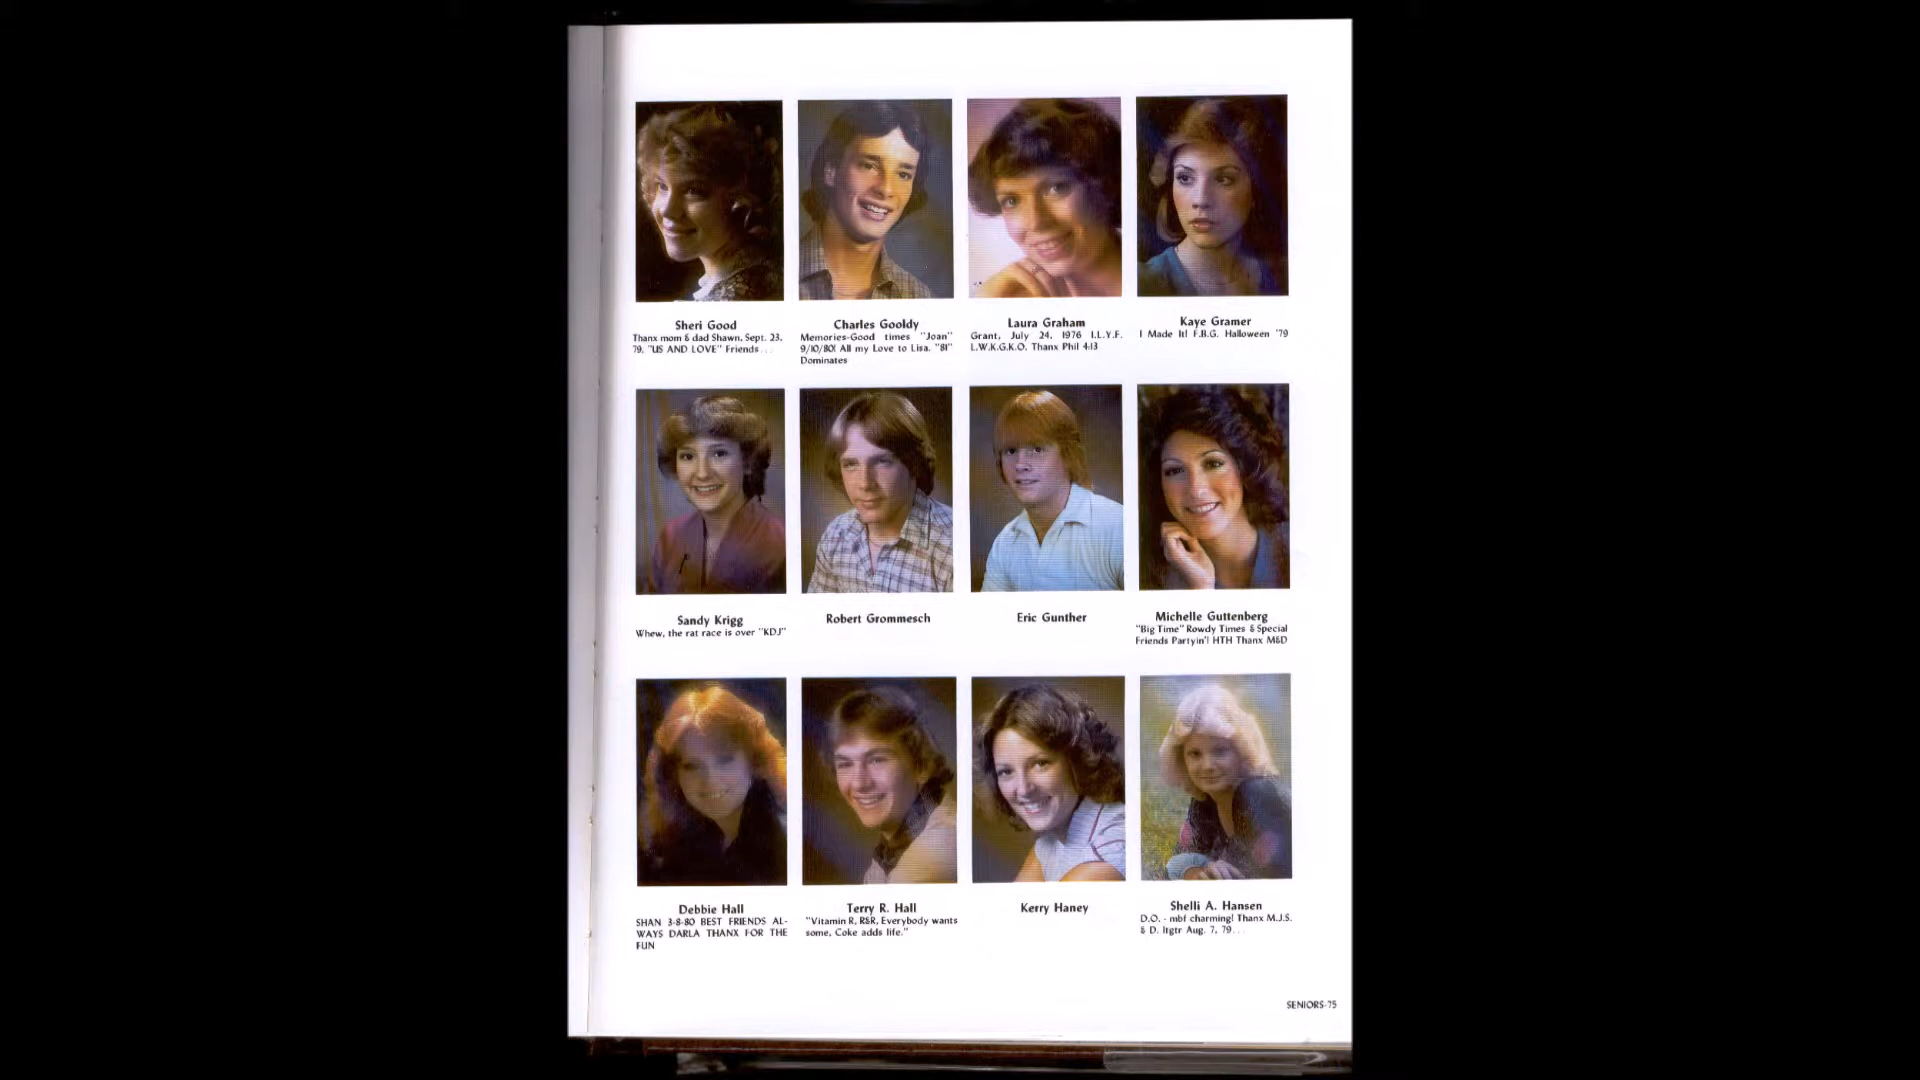 Sheri Good
Thanx mom & dad Shawn, Sept. 23,
79, "US AND LOVE" Friends . . .
Charles Gooldy
Memories-Good times "Joan"
9/10/80! All my Love to Lisa. "81"
Dominates
Laura Graham
Grant, July 24, 1976 I.L.Y.F.
L.W.K.G.K.O. Thanx Phil 4:13
Kaye Gramer
I Made It! F.B.G. Halloween '79
Sandy Krigg
Whew, the rat race is over "KDJ"
Robert Grommesch
Eric Gunther
Michelle Guttenberg
"Big Time" Rowdy Times & Special
Friends Partyin'! HTH Thanx M&D
Debbie Hall
SHAN 3-8-80 BEST FRIENDS AL-
WAYS DARLA THANX FOR THE
FUN
Terry R. Hall
"Vitamin R, R&R, Everybody wants
some, Coke adds life."
Kerry Haney
Shelli A. Hansen
D.O. - mbf charming! Thanx M.J.S.
& D. ltgtr Aug. 7, 79. . .
SENIORS-75